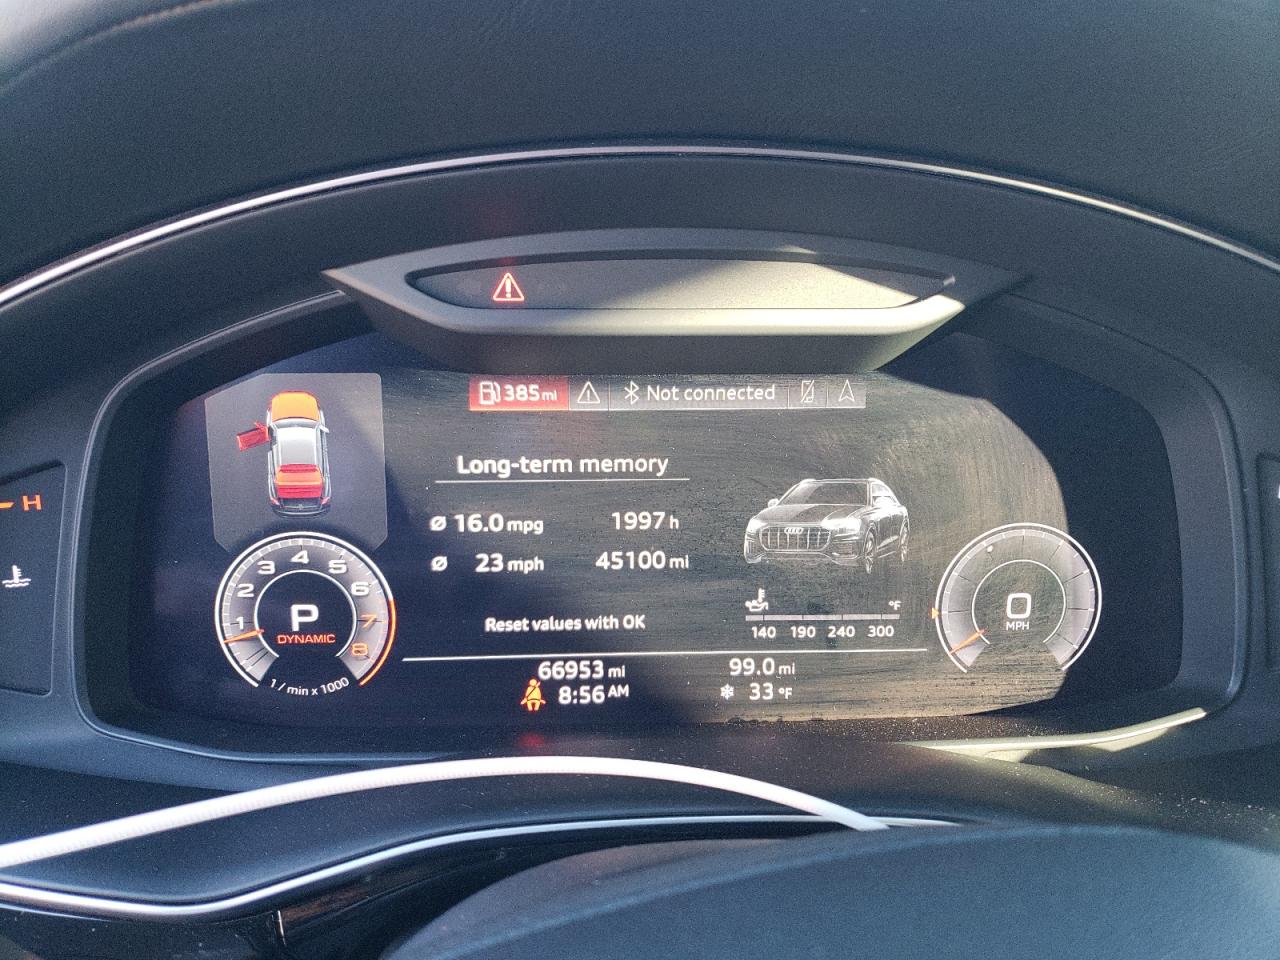 385 mi Not connected
Long-term memory
Ø 16.0 mpg 1997 h
Ø 23 mph 45100 mi
Reset values with OK
H
1 2 3 4 5 6 7 8
P
DYNAMIC
1 / min x 1000
°F
140 190 240 300
0
MPH
66953 mi 99.0 mi
8:56 AM 33 °F